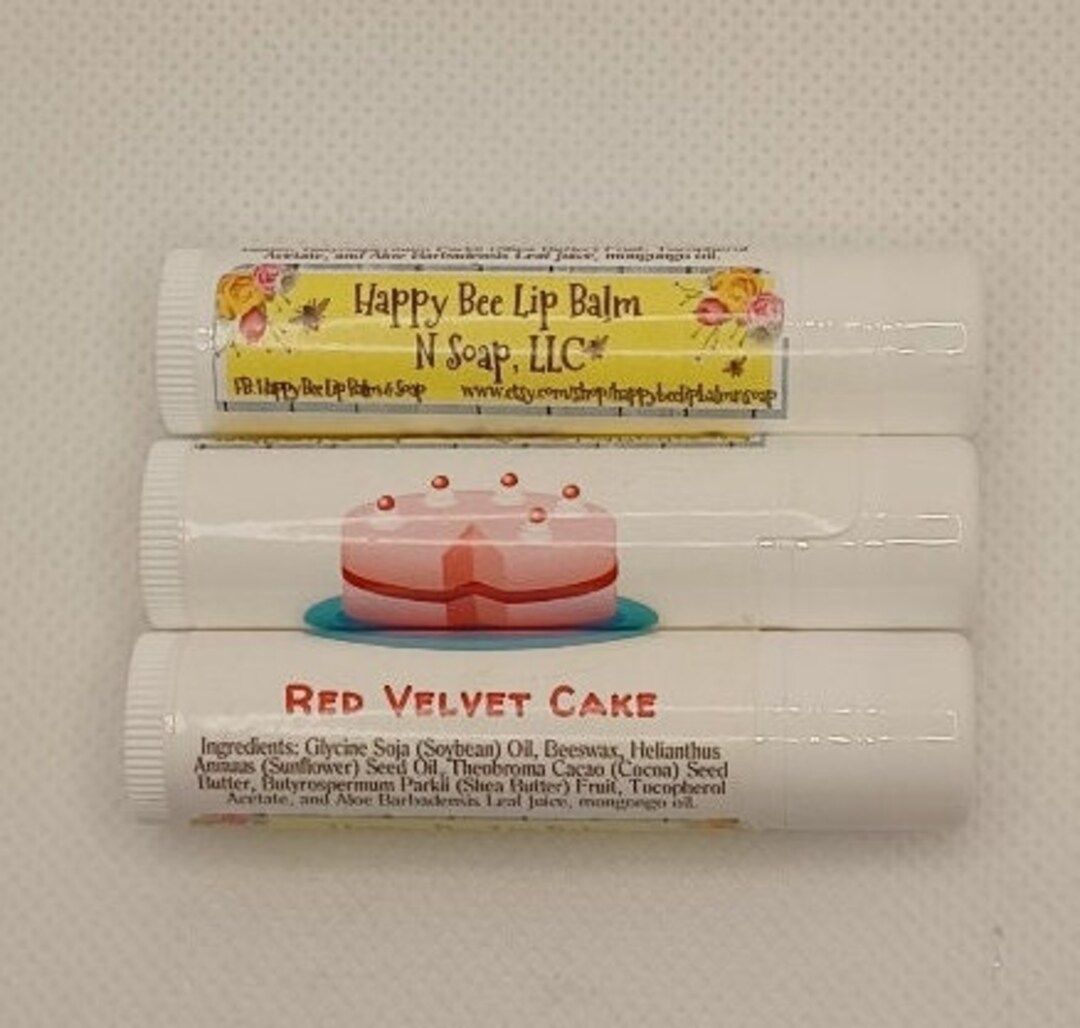 Acetate, and Aloe Barbadensis Leaf Juice, mongongo oil.
Happy Bee Lip Balm
N Soap, LLC
FB: Happy Bee Lip Balm & Soap www.etsy.com/shop/happybeelipbalmnsoap
Red Velvet Cake
Ingredients: Glycine Soja (Soybean) Oil, Beeswax, Helianthus
Annuus (Sunflower) Seed Oil, Theobroma Cacao (Cocoa) Seed
Butter, Butyrospermum Parkii (Shea Butter) Fruit, Tocopherol
Acetate, and Aloe Barbadensis Leaf Juice, mongongo oil.